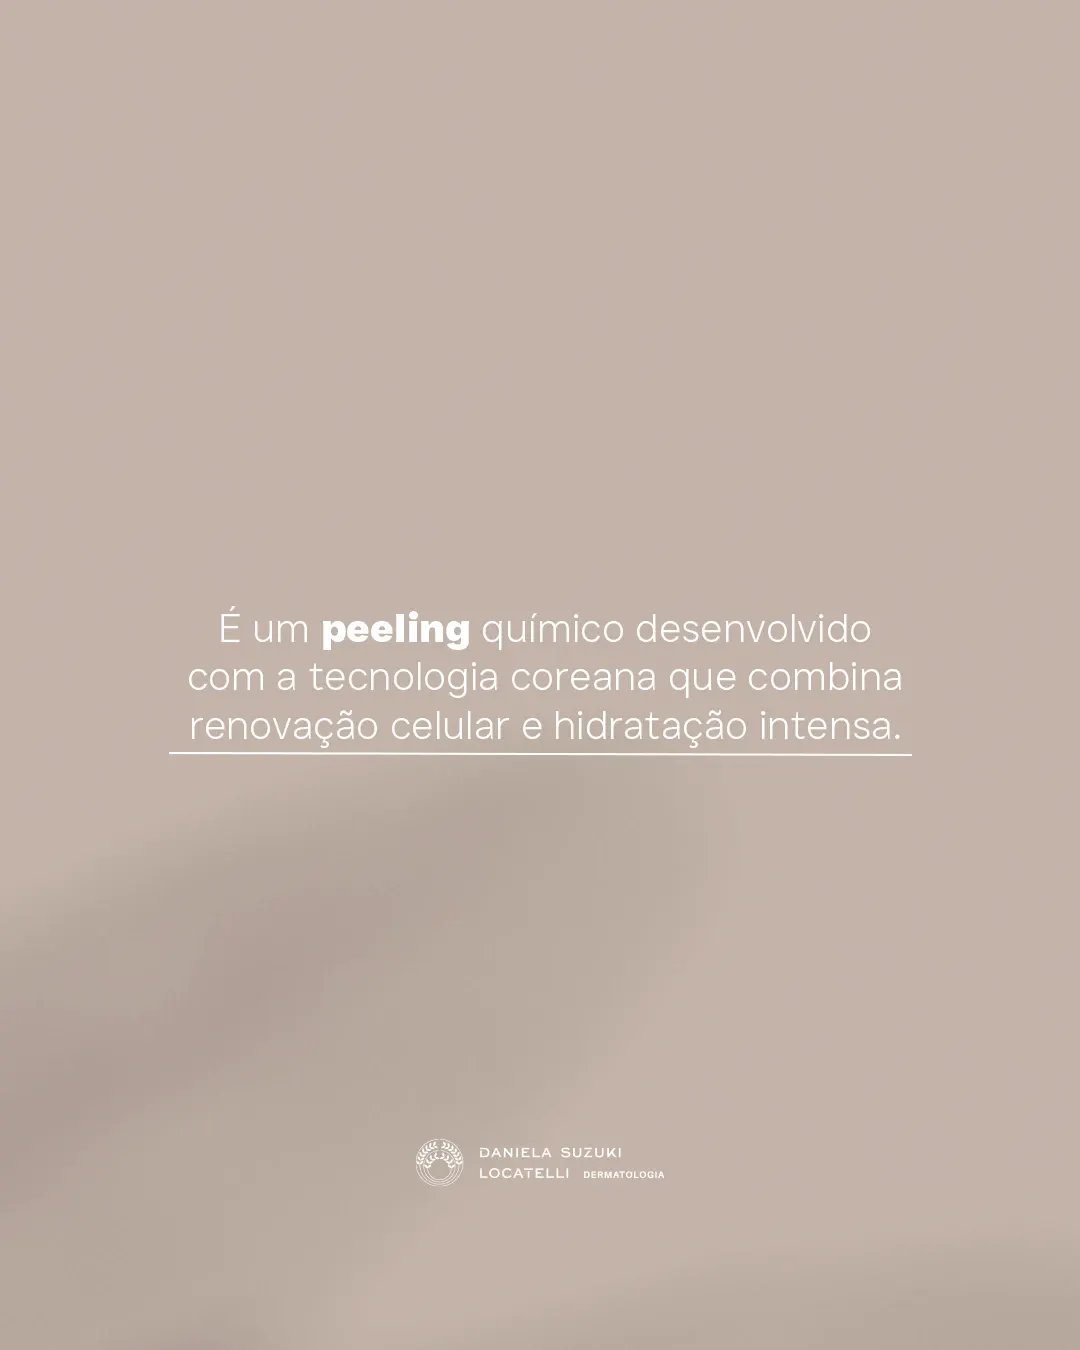 É um peeling químico desenvolvido
com a tecnologia coreana que combina
renovação celular e hidratação intensa.
DANIELA SUZUKI
LOCATELLI DERMATOLOGIA